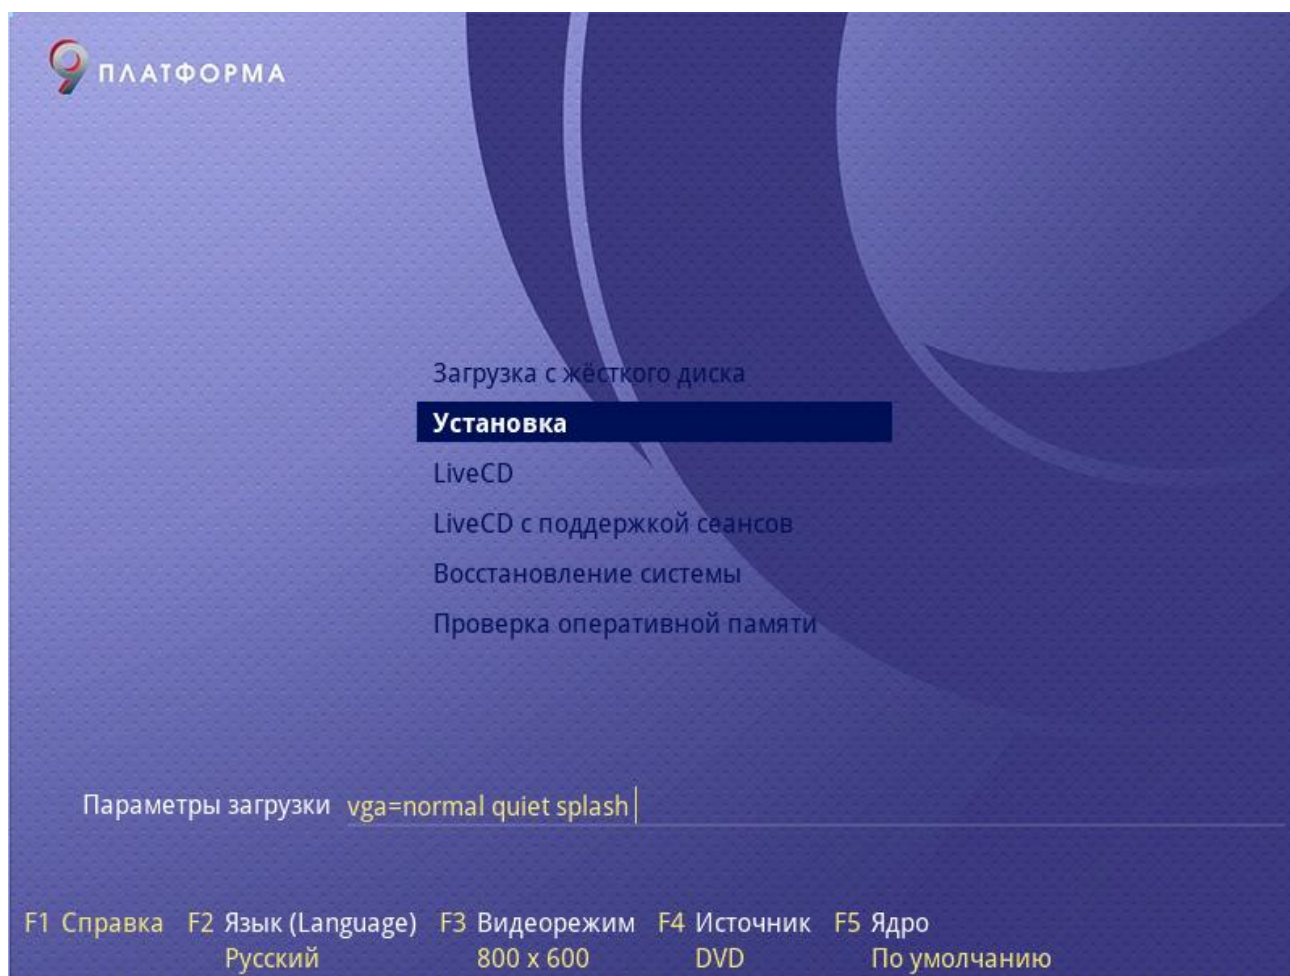 9 ПЛАТФОРМА
Загрузка с жёсткого диска
Установка
LiveCD
LiveCD с поддержкой сеансов
Восстановление системы
Проверка оперативной памяти
Параметры загрузки vga=normal quiet splash
F1 Справка F2 Язык (Language) F3 Видеорежим F4 Источник F5 Ядро
Русский 800 x 600 DVD По умолчанию